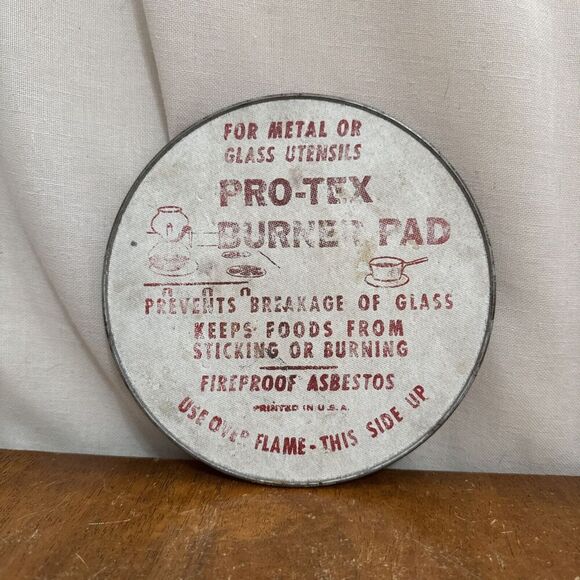 FOR METAL OR
GLASS UTENSILS
PRO-TEX
BURNER PAD
PREVENTS BREAKAGE OF GLASS
KEEPS FOODS FROM
STICKING OR BURNING
FIREPROOF ASBESTOS
PRINTED IN U.S.A.
USE OVER FLAME - THIS SIDE UP